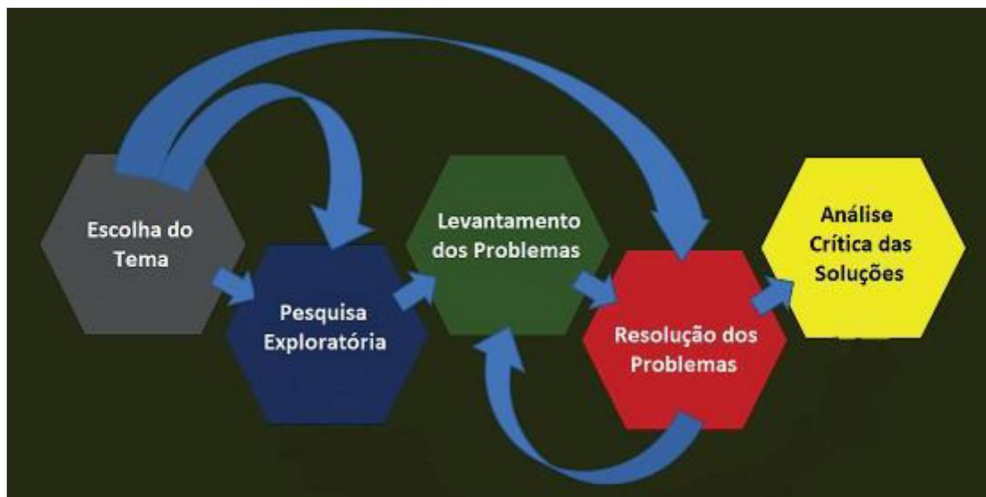 Escolha do
Tema
Pesquisa
Exploratória
Levantamento
dos Problemas
Resolução dos
Problemas
Análise
Crítica das
Soluções